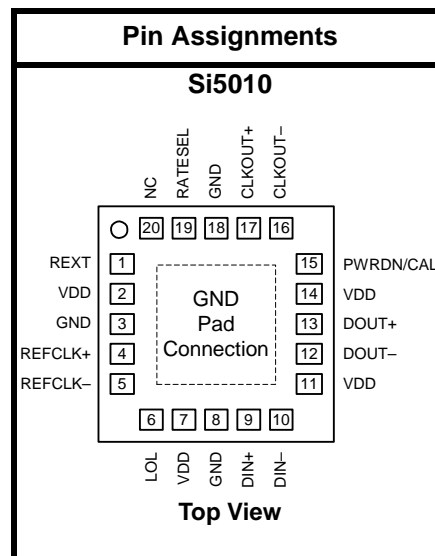 Pin Assignments
Si5010
NC
RATESEL
GND
CLKOUT+
CLKOUT–
20 19 18 17 16
REXT 1
VDD 2
GND 3
REFCLK+ 4
REFCLK– 5
GND
Pad
Connection
15 PWRDN/CAL
14 VDD
13 DOUT+
12 DOUT–
11 VDD
6 7 8 9 10
LOL
VDD
GND
DIN+
DIN–
Top View